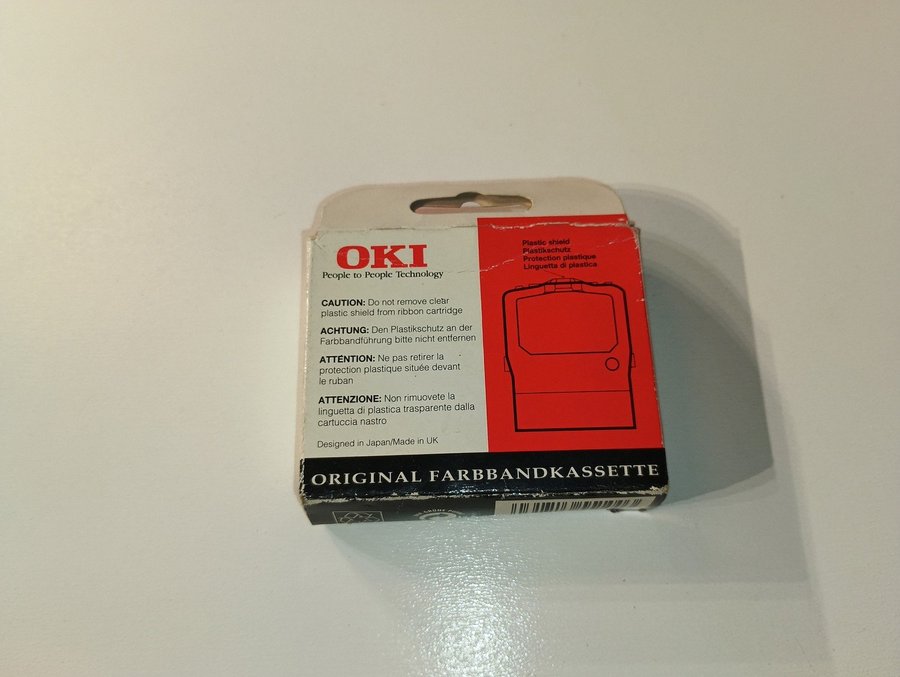 OKI
People to People Technology
CAUTION: Do not remove clear
plastic shield from ribbon cartridge
ACHTUNG: Den Plastikschutz an der
Farbbandführung bitte nicht entfernen
ATTENTION: Ne pas retirer la
protection plastique située devant
le ruban
ATTENZIONE: Non rimuovete la
linguetta di plastica trasparente dalla
cartuccia nastro
Designed in Japan/Made in UK
Plastic shield
Plastikschutz
Protection plastique
Linguetta di plastica
ORIGINAL FARBBANDKASSETTE